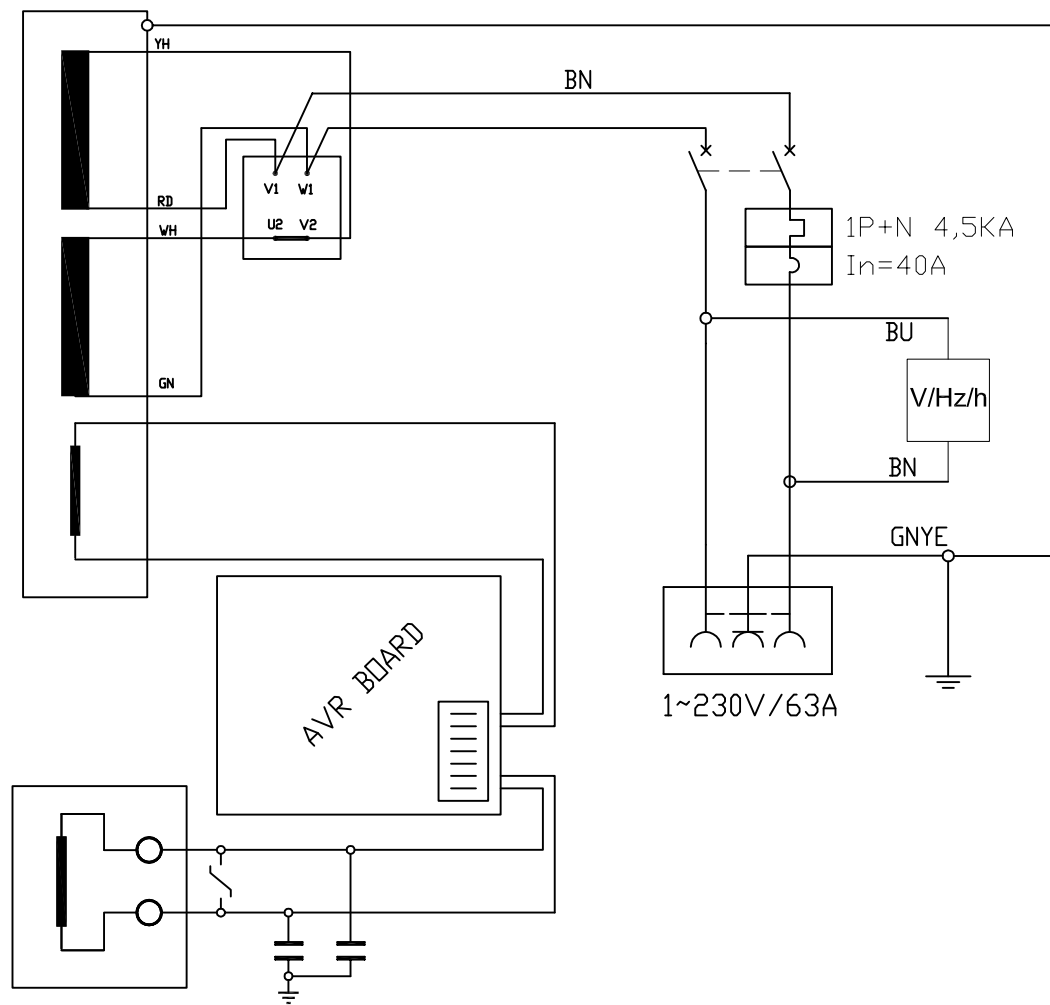 YH
BN
V1 W1
RD
U2 V2
WH
1P+N 4,5KA
In=40A
BU
GN
V/Hz/h
BN
GNYE
AVR BOARD
1~230V/63A